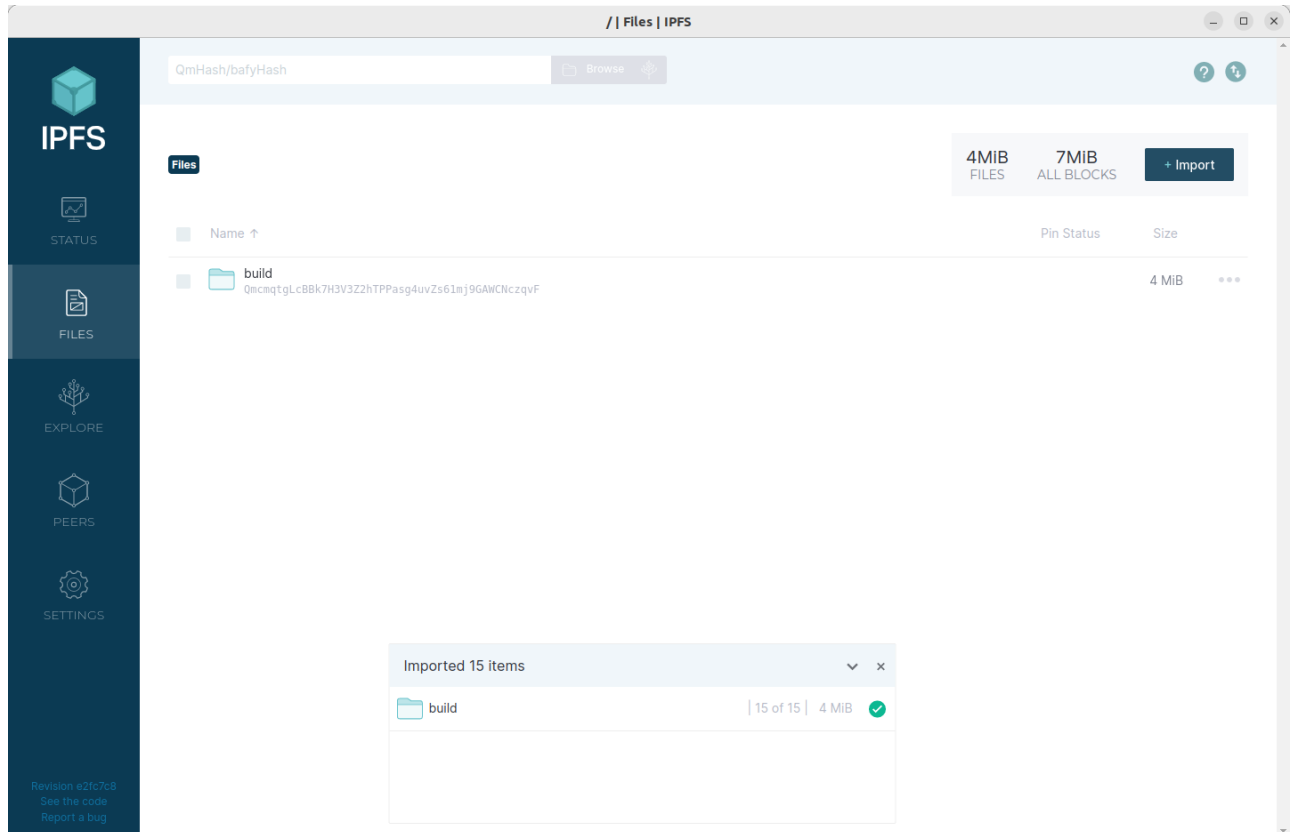 / | Files | IPFS
QmHash/bafyHash
Browse
IPFS
STATUS
FILES
EXPLORE
PEERS
SETTINGS
Revision e2fc7c8
See the code
Report a bug
Files
4MiB
FILES
7MiB
ALL BLOCKS
+ Import
Name ↑
Pin Status
Size
build
QmcmqtgLcBBk7H3V3Z2hTPPasg4uvZs61mj9GAWCNczqvF
4 MiB
Imported 15 items
build
| 15 of 15 | 4 MiB